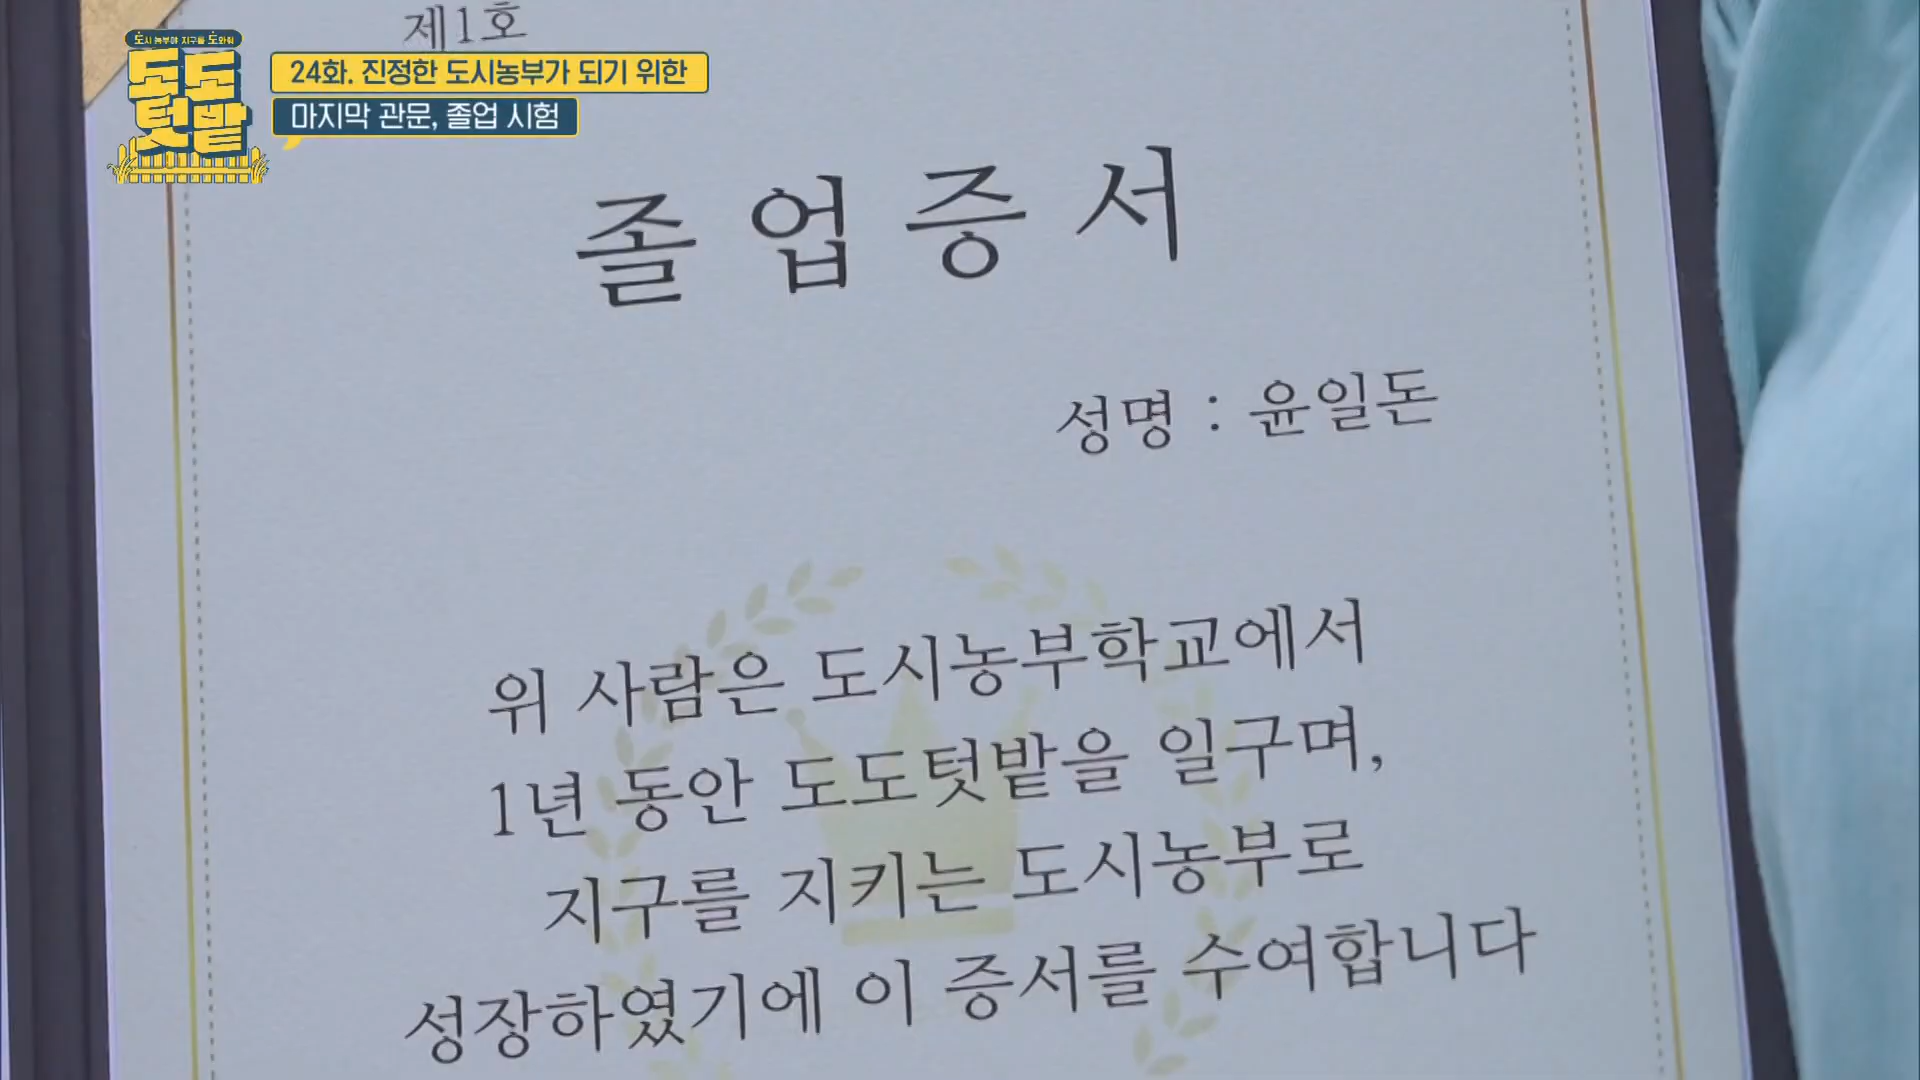 도시 농부야 지구를 도와줘
도도
텃밭
24화. 진정한 도시농부가 되기 위한
마지막 관문, 졸업 시험
제1호
졸업증서
성명 : 윤일돈
위 사람은 도시농부학교에서
1년 동안 도도텃밭을 일구며,
지구를 지키는 도시농부로
성장하였기에 이 증서를 수여합니다